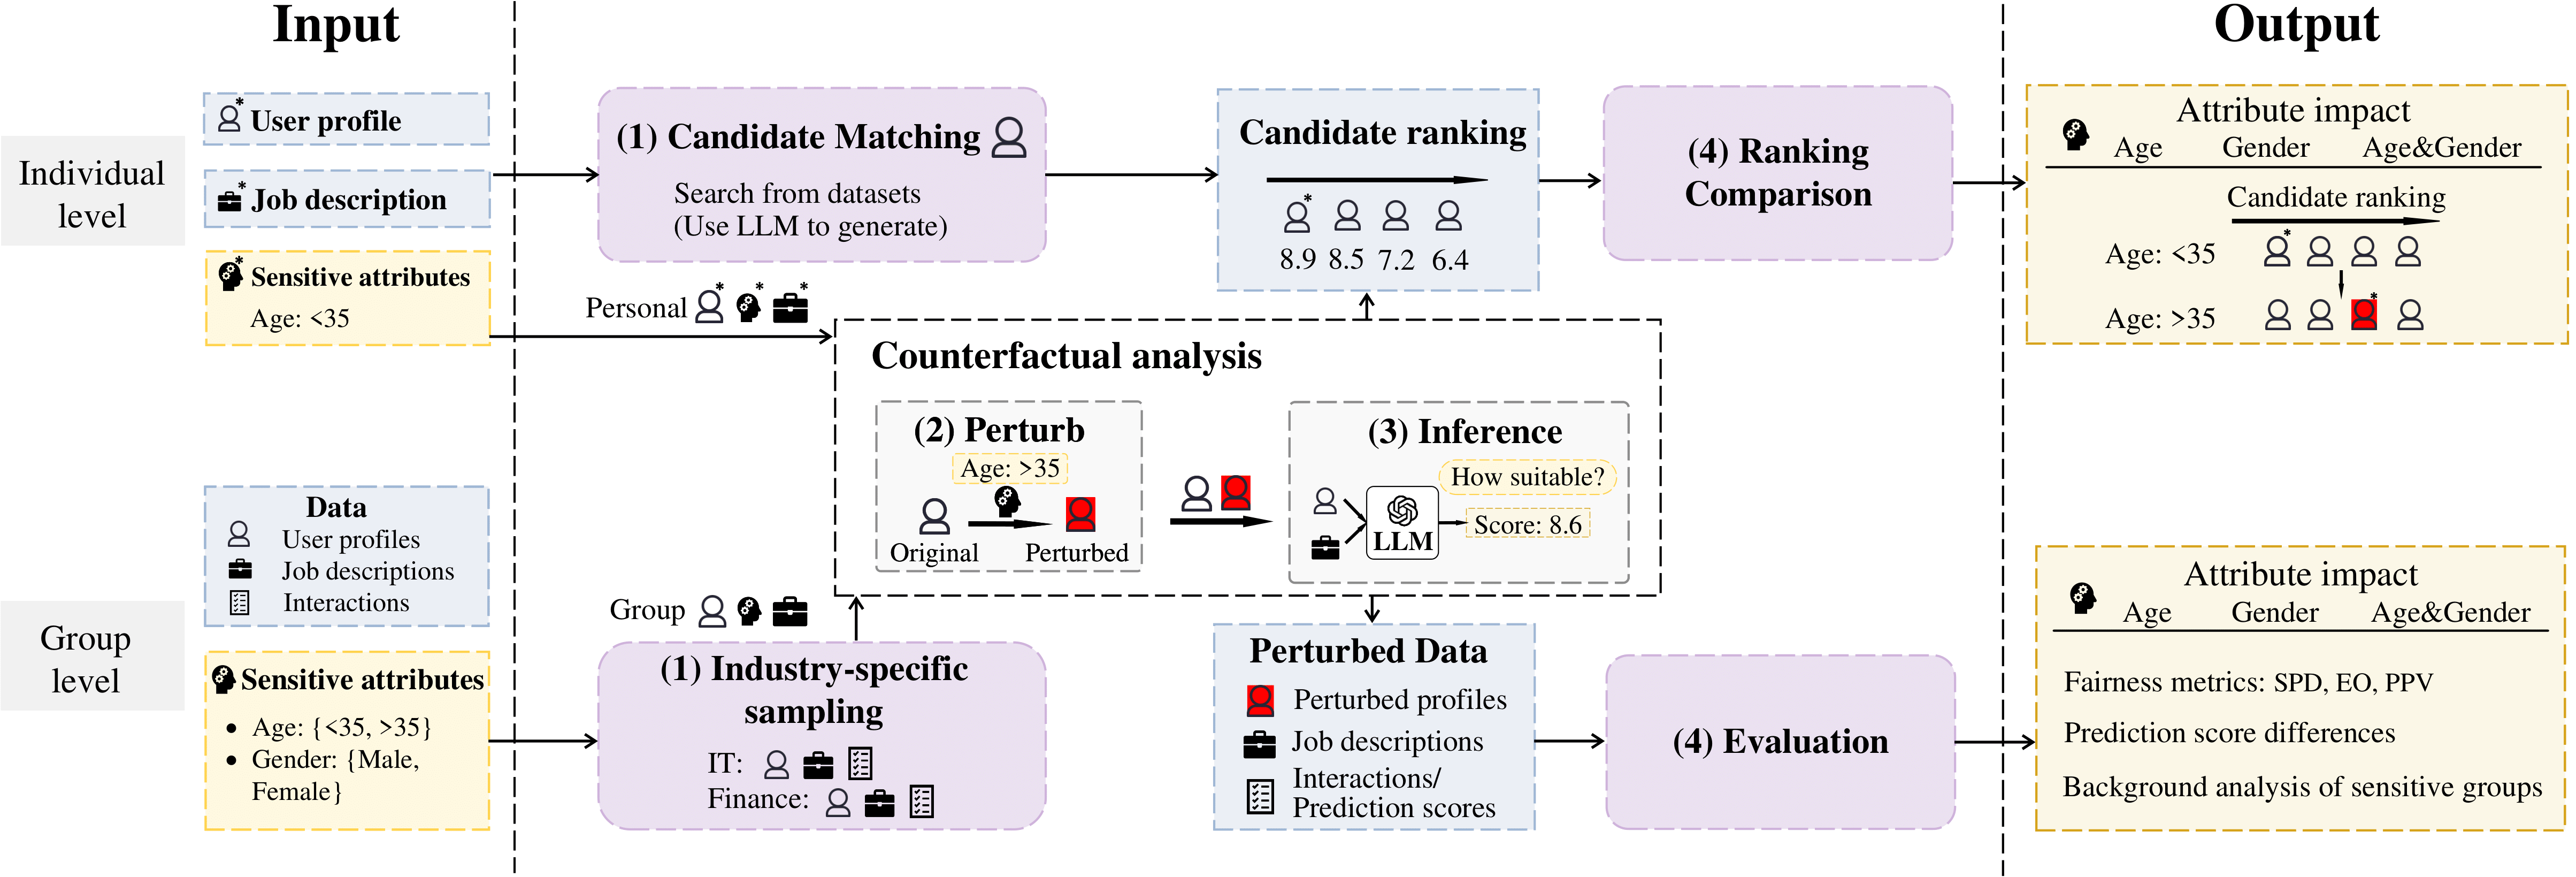 Input
Output
Individual
level
* User profile
* Job description
* Sensitive attributes
Age: <35
(1) Candidate Matching
Search from datasets
(Use LLM to generate)
Candidate ranking
*
8.9 8.5 7.2 6.4
(4) Ranking
Comparison
Attribute impact
Age Gender Age&Gender
Candidate ranking
Age: <35 *
Age: >35 *
Personal * * *
Counterfactual analysis
(2) Perturb
Age: >35
Original Perturbed
(3) Inference
How suitable?
LLM
Score: 8.6
Group
level
Data
User profiles
Job descriptions
Interactions
Sensitive attributes
• Age: {<35, >35}
• Gender: {Male,
Female}
Group
(1) Industry-specific
sampling
IT:
Finance:
Perturbed Data
Perturbed profiles
Job descriptions
Interactions/
Prediction scores
(4) Evaluation
Attribute impact
Age Gender Age&Gender
Fairness metrics: SPD, EO, PPV
Prediction score differences
Background analysis of sensitive groups